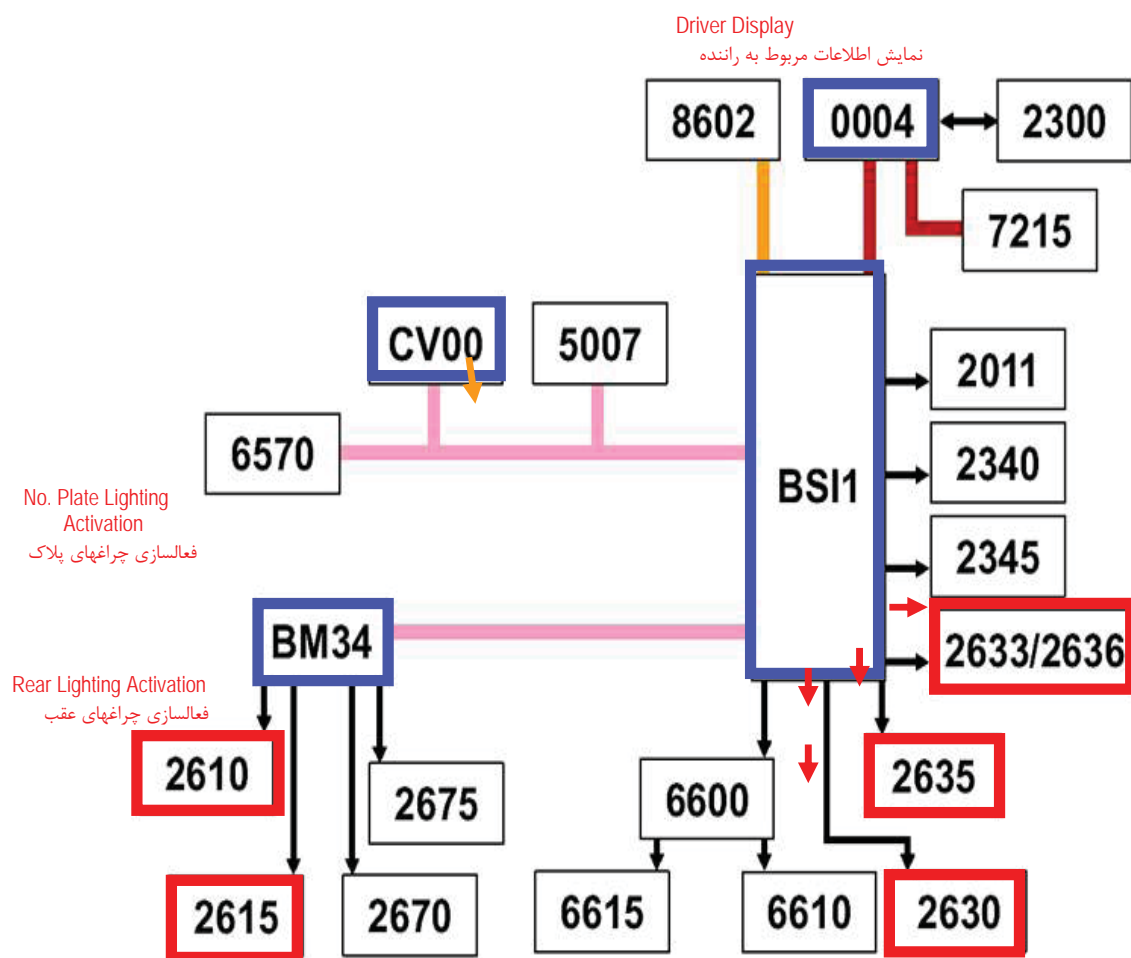 Driver Display
نمایش اطلاعات مربوط به راننده
8602
0004
2300
7215
CV00
5007
2011
6570
2340
BSI1
No. Plate Lighting
Activation
فعالسازی چراغهای پلاک
2345
BM34
2633/2636
Rear Lighting Activation
فعالسازی چراغهای عقب
2610
2675
6600
2635
2615
2670
6615
6610
2630